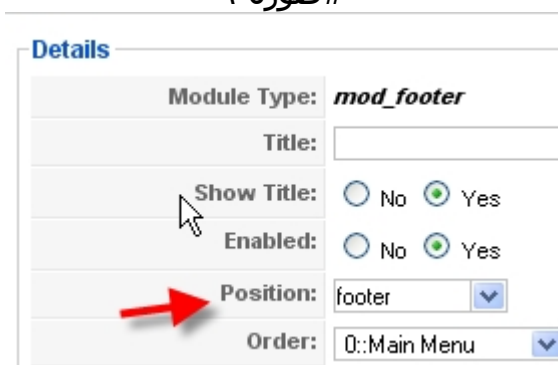 Details
Module Type: mod_footer
Title:
Show Title: No Yes
Enabled: No Yes
Position: footer
Order: 0::Main Menu